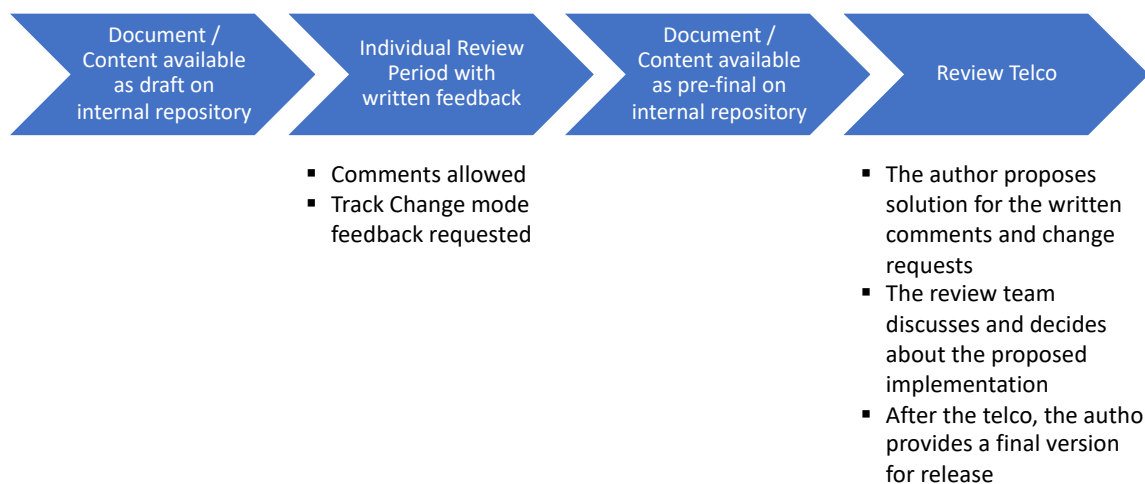 Document /
Content available
as draft on
internal repository
Individual Review
Period with
written feedback
Document /
Content available
as pre-final on
internal repository
Review Telco
▪ Comments allowed
▪ Track Change mode
feedback requested
▪ The author proposes
solution for the written
comments and change
requests
▪ The review team
discusses and decides
about the proposed
implementation
▪ After the telco, the autho
provides a final version
for release